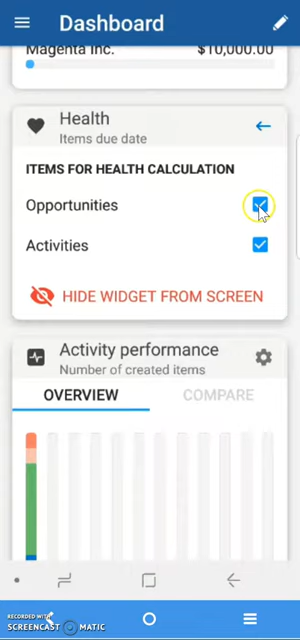 Dashboard
Magenta Inc. $10,000.00
Health
Items due date
ITEMS FOR HEALTH CALCULATION
Opportunities
Activities
HIDE WIDGET FROM SCREEN
Activity performance
Number of created items
OVERVIEW COMPARE
RECORDED WITH
SCREENCAST MATIC